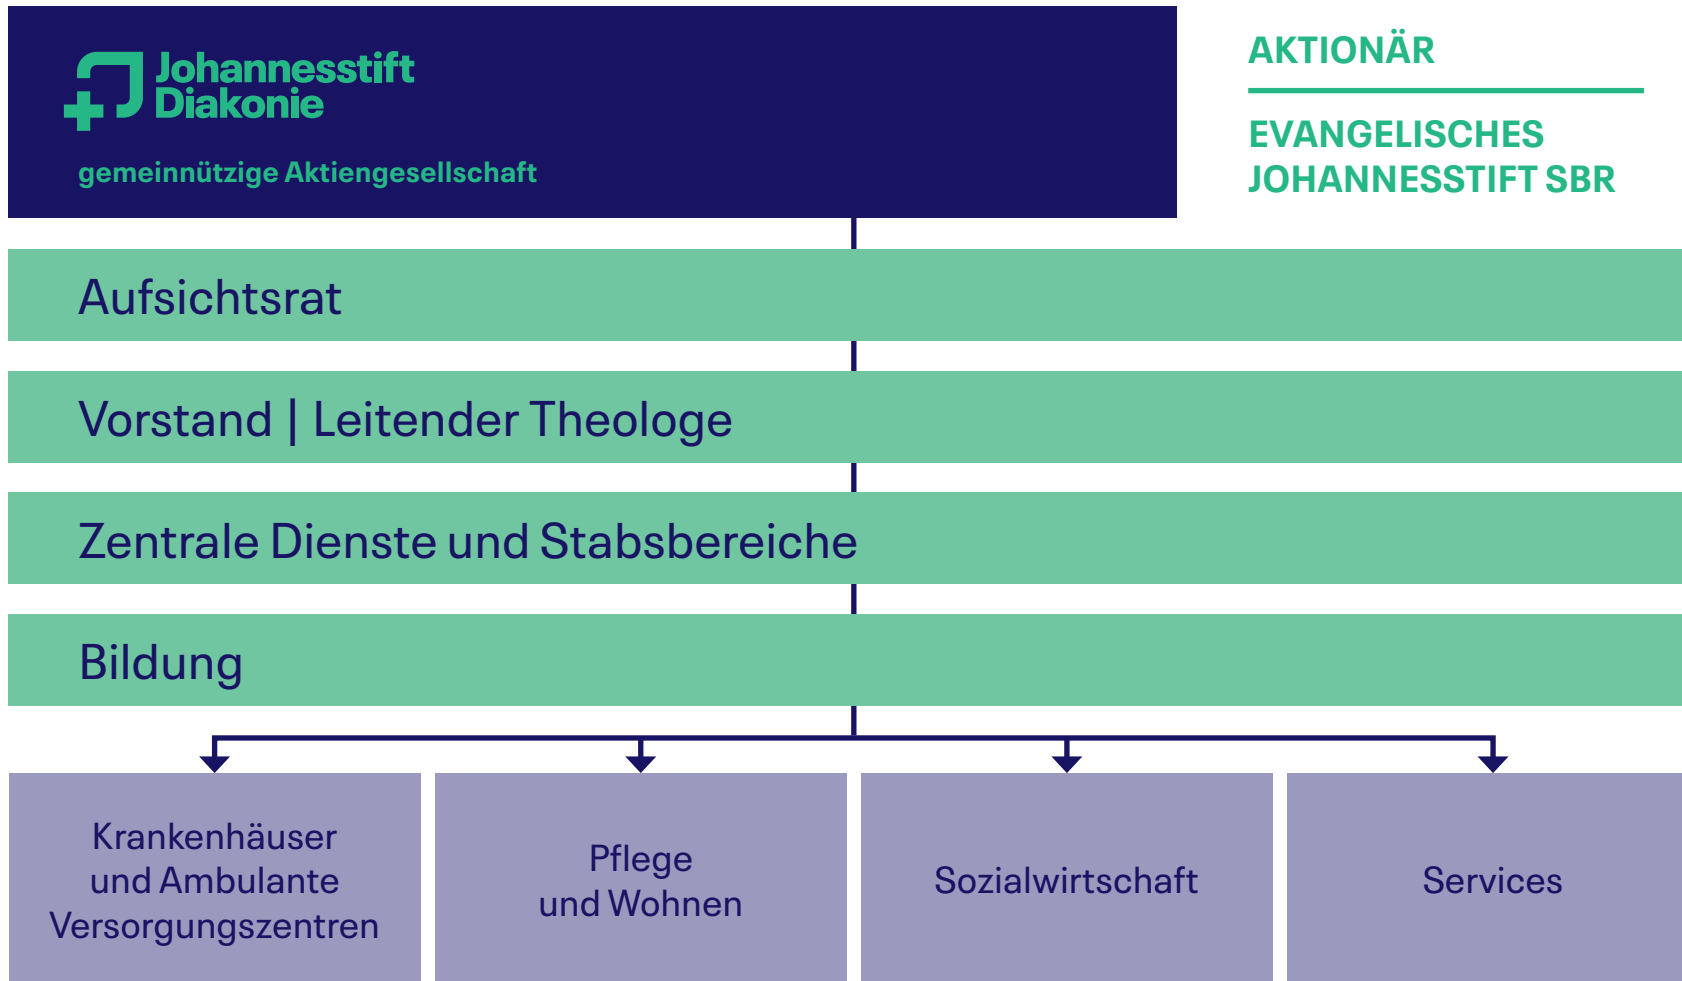 Johannesstift
Diakonie
gemeinnützige Aktiengesellschaft
AKTIONÄR
EVANGELISCHES
JOHANNESSTIFT SBR
Aufsichtsrat
Vorstand | Leitender Theologe
Zentrale Dienste und Stabsbereiche
Bildung
Krankenhäuser
und Ambulante
Versorgungszentren
Pflege
und Wohnen
Sozialwirtschaft
Services